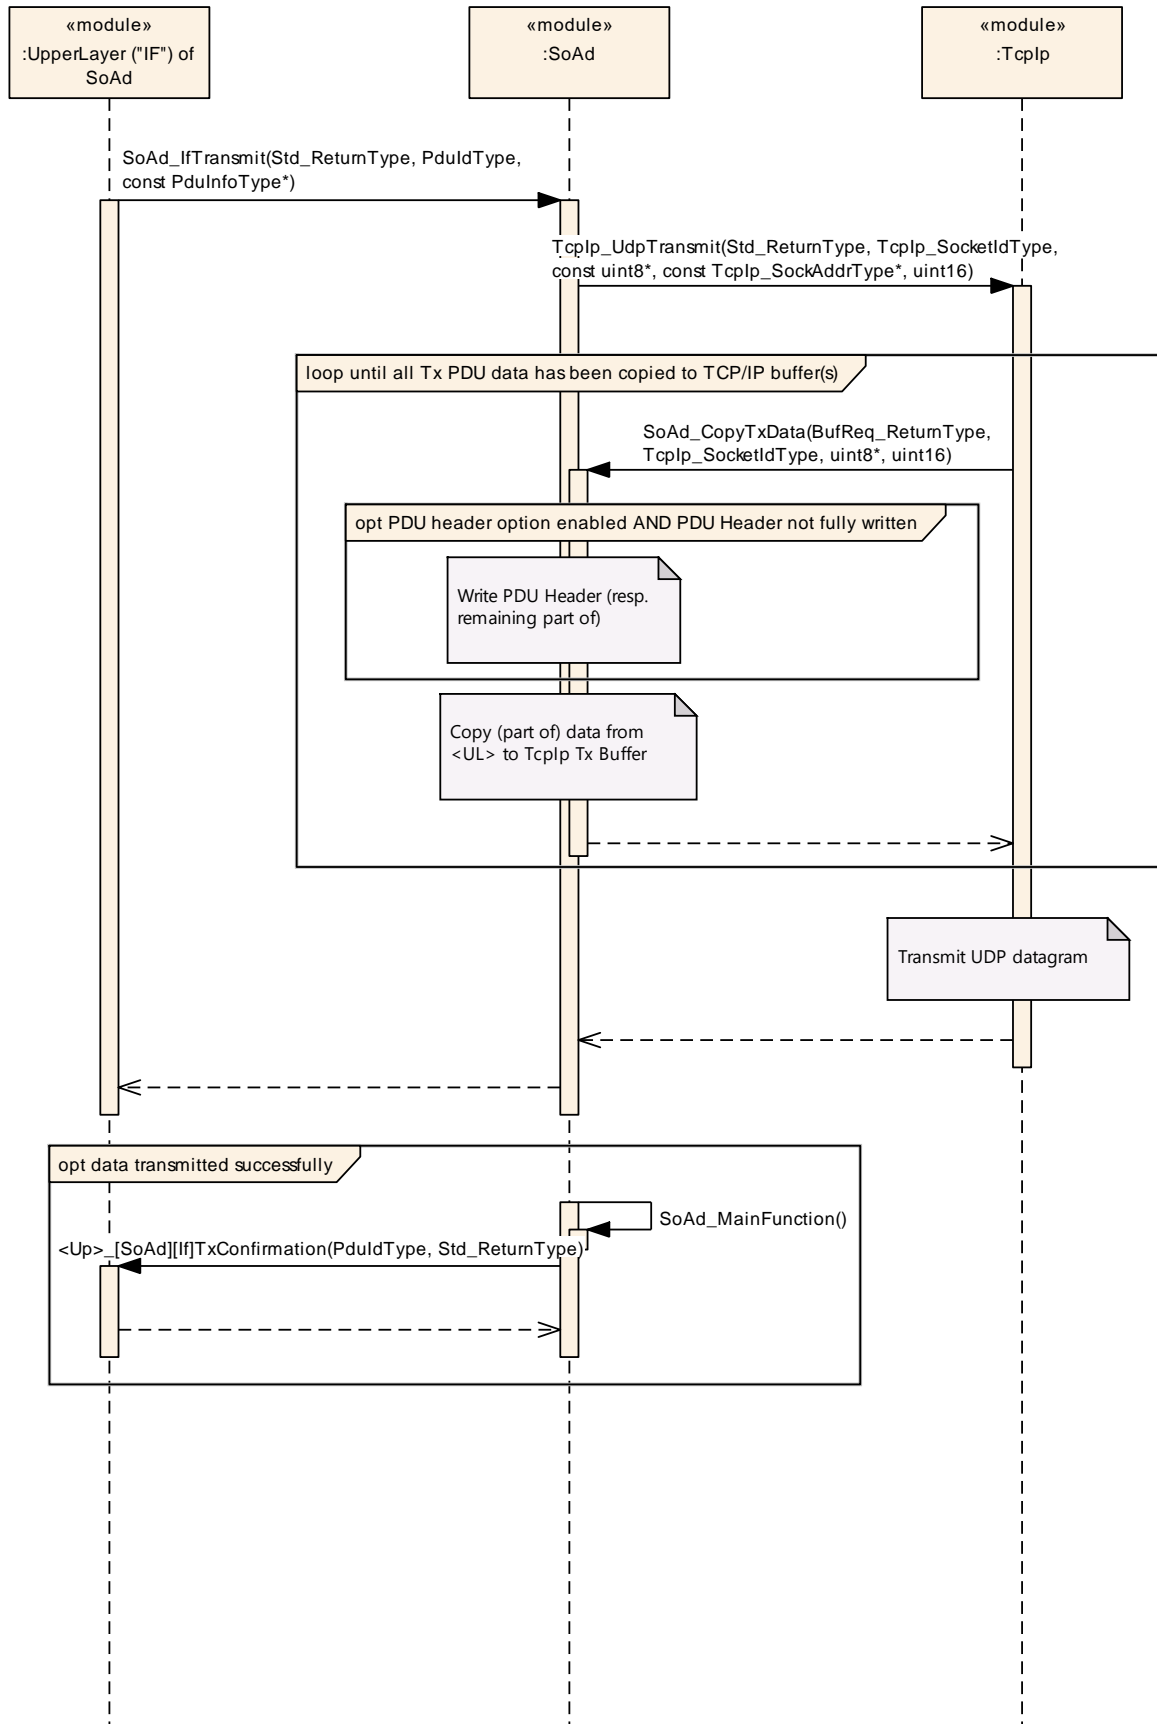 «module»
:UpperLayer ("IF") of
SoAd
«module»
:SoAd
«module»
:TcpIp
SoAd_IfTransmit(Std_ReturnType, PduIdType,
const PduInfoType*)
TcpIp_UdpTransmit(Std_ReturnType, TcpIp_SocketIdType,
const uint8*, const TcpIp_SockAddrType*, uint16)
loop until all Tx PDU data has been copied to TCP/IP buffer(s)
SoAd_CopyTxData(BufReq_ReturnType,
TcpIp_SocketIdType, uint8*, uint16)
opt PDU header option enabled AND PDU Header not fully written
Write PDU Header (resp.
remaining part of)
Copy (part of) data from
<UL> to TcpIp Tx Buffer
Transmit UDP datagram
opt data transmitted successfully
SoAd_MainFunction()
<Up>_[SoAd][If]TxConfirmation(PduIdType, Std_ReturnType)